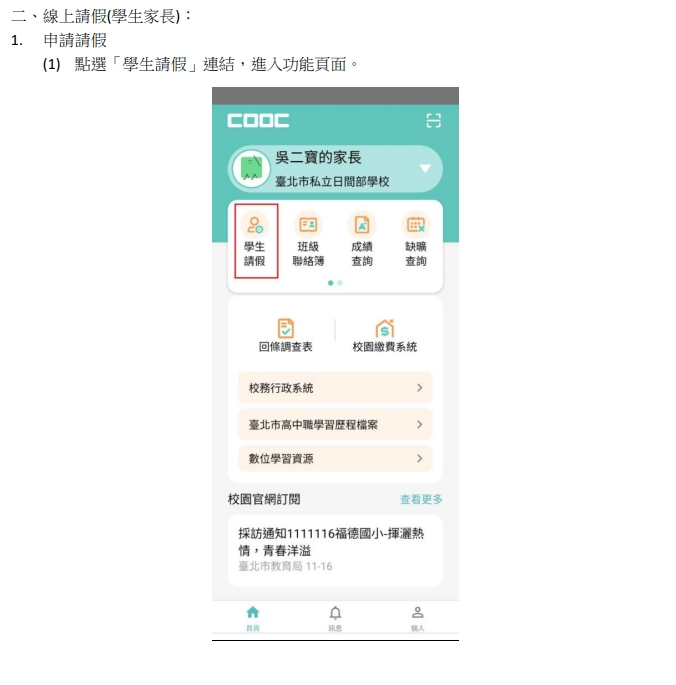 二、線上請假(學生家長)：
1. 申請請假
(1) 點選「學生請假」連結，進入功能頁面。
COOC
吳二寶的家長
臺北市私立日間部學校
學生
請假
班級
聯絡簿
成績
查詢
缺曠
查詢
回條調查表
校園繳費系統
校務行政系統
臺北市高中職學習歷程檔案
數位學習資源
校園官網訂閱
查看更多
採訪通知1111116福德國小-揮灑熱
情，青春洋溢
臺北市教育局 11-16
首頁
訊息
個人